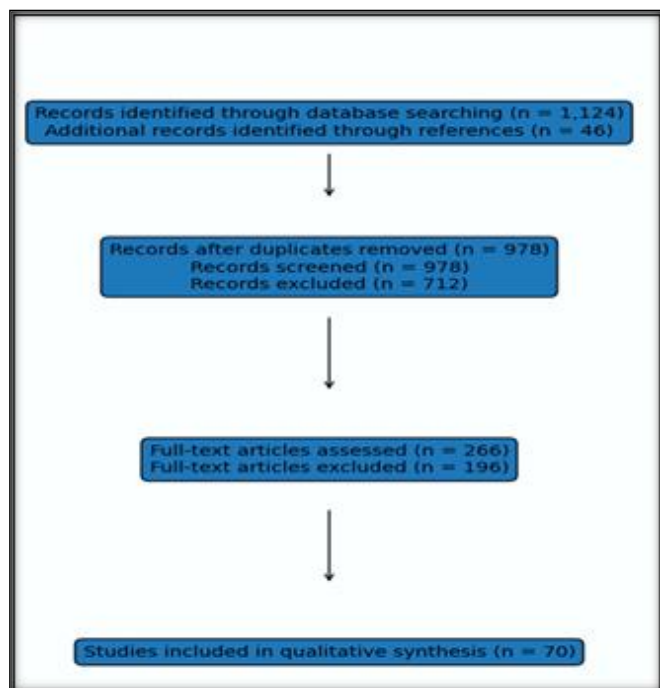 Records identified through database searching (n = 1,124)
Additional records identified through references (n = 46)
Records after duplicates removed (n = 978)
Records screened (n = 978)
Records excluded (n = 712)
Full-text articles assessed (n = 266)
Full-text articles excluded (n = 196)
Studies included in qualitative synthesis (n = 70)